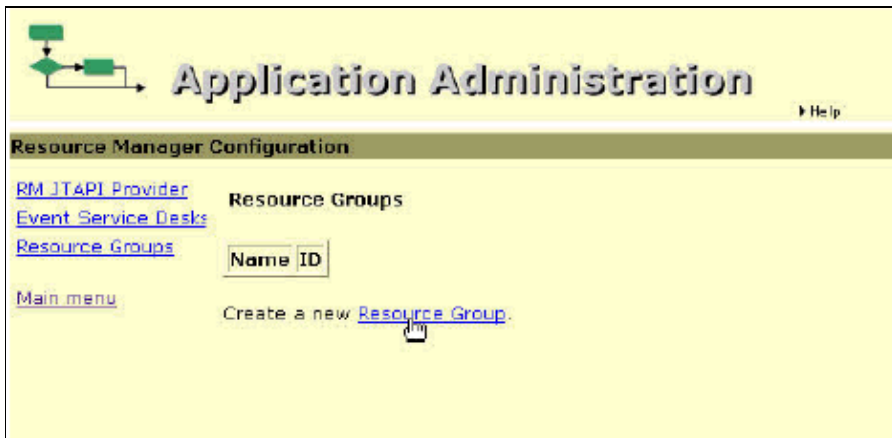 Application Administration
Help
Resource Manager Configuration
RM JTAPI Provider
Event Service Desks
Resource Groups
Main menu
Resource Groups
Name ID
Create a new Resource Group.